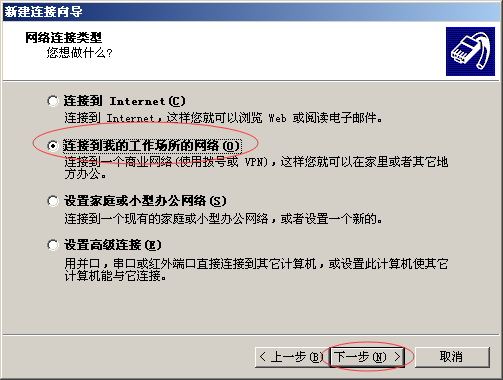 新建连接向导
网络连接类型
您想做什么?
连接到 Internet(C)
连接到 Internet，这样您就可以浏览 Web 或阅读电子邮件。
连接到我的工作场所的网络(O)
连接到一个商业网络(使用拨号或 VPN)，这样您就可以在家里或者其它地
方办公。
设置家庭或小型办公网络(S)
连接到一个现有的家庭或小型办公网络，或者设置一个新的。
设置高级连接(E)
用并口，串口或红外端口直接连接到其它计算机，或设置此计算机使其它
计算机能与它连接。
< 上一步(B) 下一步(N) > 取消